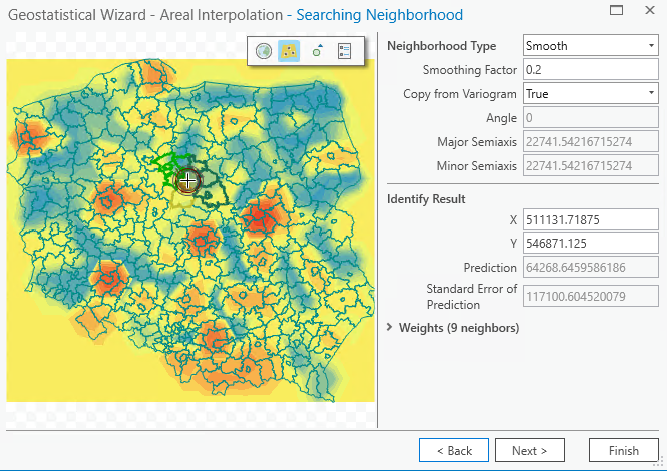 Geostatistical Wizard - Areal Interpolation - Searching Neighborhood
Neighborhood Type Smooth
Smoothing Factor 0.2
Copy from Variogram True
Angle 0
Major Semiaxis 22741.54216715274
Minor Semiaxis 22741.54216715274
Identify Result
X 511131.71875
Y 546871.125
Prediction 64268.6459586186
Standard Error of
Prediction 117100.604520079
Weights (9 neighbors)
< Back Next > Finish